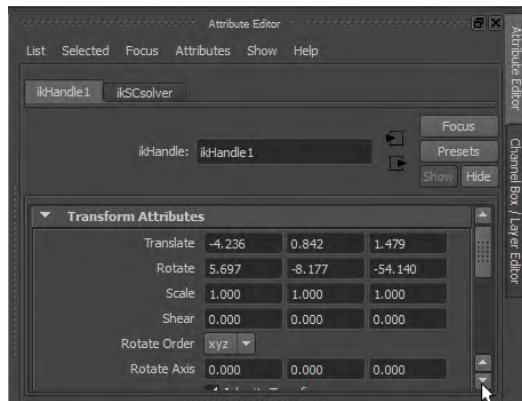 Attribute Editor
List Selected Focus Attributes Show Help
ikHandle1 ikSCsolver
Focus
ikHandle: ikHandle1
Presets
Show Hide
Transform Attributes
Translate -4.236 0.842 1.479
Rotate 5.697 -8.177 -54.140
Scale 1.000 1.000 1.000
Shear 0.000 0.000 0.000
Rotate Order xyz
Rotate Axis 0.000 0.000 0.000
Attribute Editor
Channel Box / Layer Editor